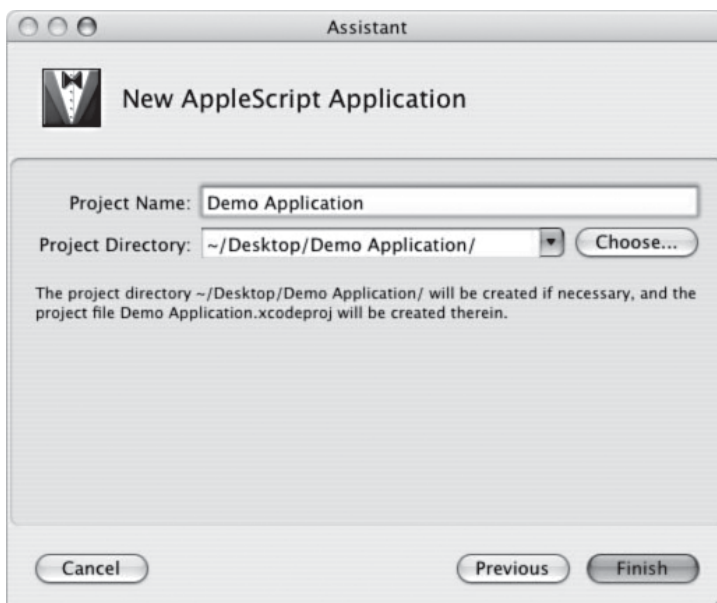 Assistant
New AppleScript Application
Project Name: Demo Application
Project Directory: ~/Desktop/Demo Application/ Choose...
The project directory ~/Desktop/Demo Application/ will be created if necessary, and the
project file Demo Application.xcodeproj will be created therein.
Cancel Previous Finish